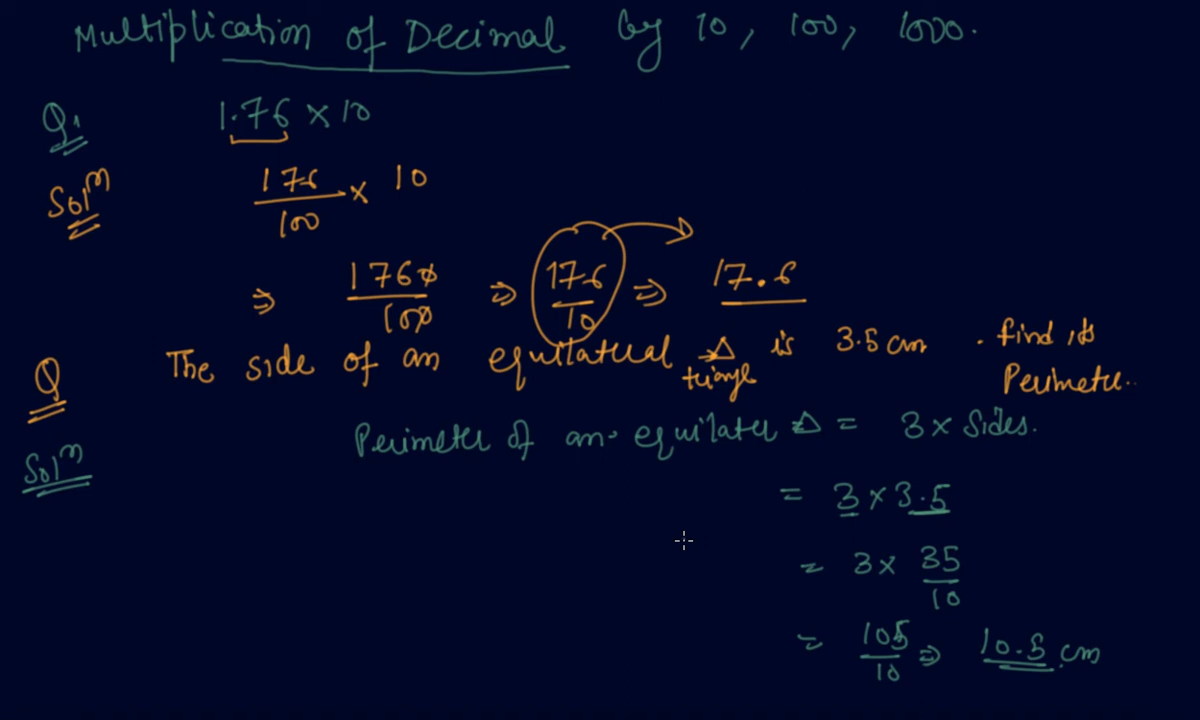 Multiplication of Decimal by 10, 100, 1000.
Q1 1.76 × 10
Soln 176/100 × 10
⇒ 1760/100 ⇒ 176/10 ⇒ 17.6
Q The side of an equilateral Δ triangle is 3.5 cm . find its Perimeter..
Soln Perimeter of an equilater Δ = 3 × Sides.
= 3 × 3.5
= 3 × 35/10
= 105/10 ⇒ 10.5 cm